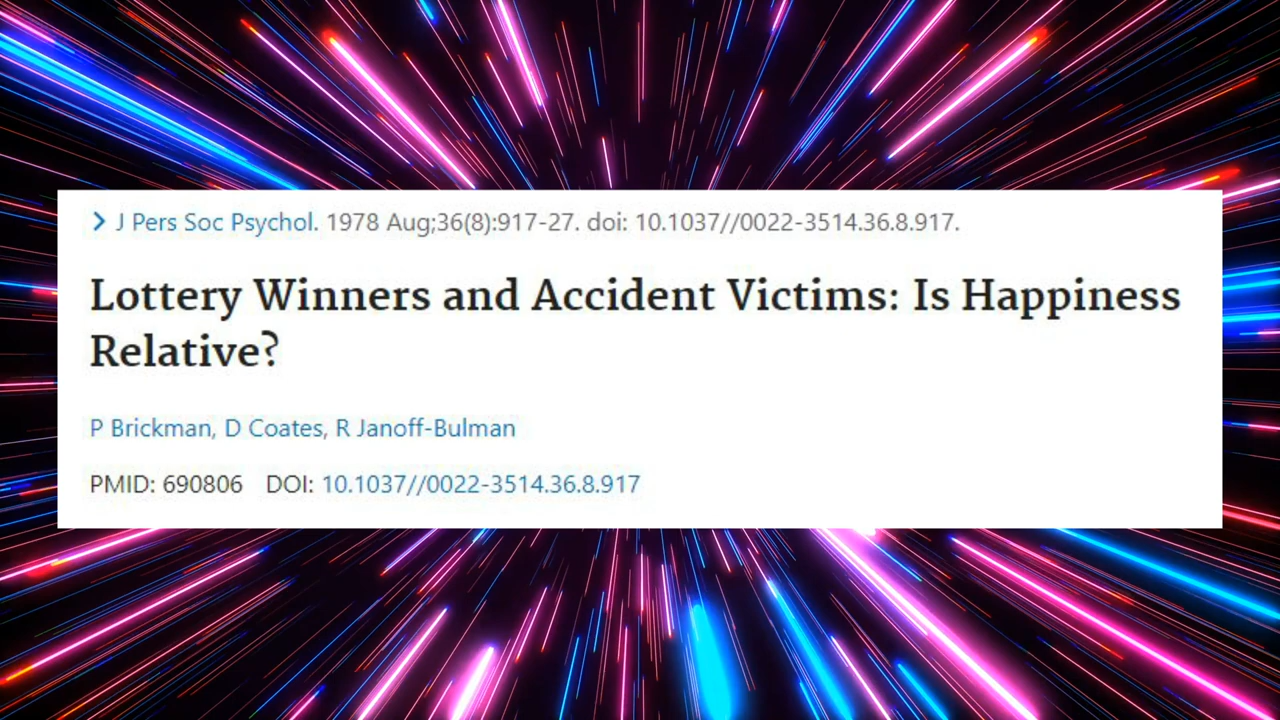 J Pers Soc Psychol. 1978 Aug;36(8):917-27. doi: 10.1037//0022-3514.36.8.917.
Lottery Winners and Accident Victims: Is Happiness
Relative?
P Brickman, D Coates, R Janoff-Bulman
PMID: 690806 DOI: 10.1037//0022-3514.36.8.917